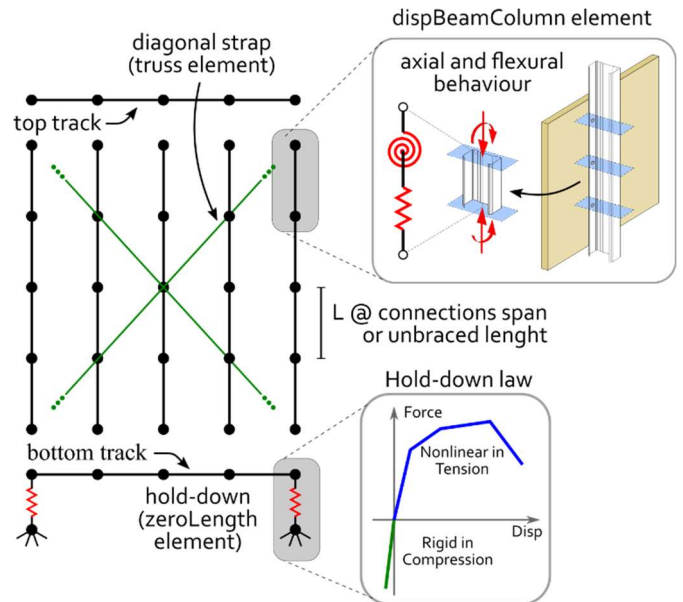 dispBeamColumn element
diagonal strap
(truss element)
axial and flexural
behaviour
top track
L @ connections span
or unbraced lenght
Hold-down law
Force
bottom track
Nonlinear in
Tension
hold-down
(zeroLength
element)
Disp
Rigid in
Compression